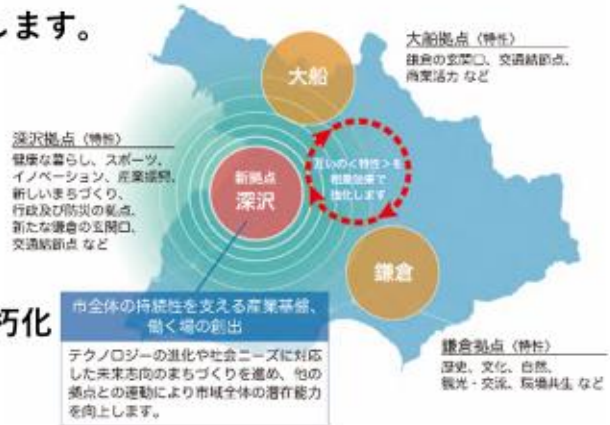 します。
大船拠点（特性）
鎌倉の玄関口、交通結節点、
商業活力 など
大船
深沢拠点（特性）
健康な暮らし、スポーツ、
イノベーション、産業振興、
新しいまちづくり、
行政及び防災の拠点、
新たな鎌倉の玄関口、
交通結節点 など
新拠点
深沢
互いの＜特性＞を
相乗効果で
強化します
鎌倉
朽化
市全体の持続性を支える産業基盤、
働く場の創出
テクノロジーの進化や社会ニーズに対応
した未来志向のまちづくりを進め、他の
拠点との連動により市域全体の潜在能力
を向上します。
鎌倉拠点（特性）
歴史、文化、自然、
観光・交流、環境共生 など